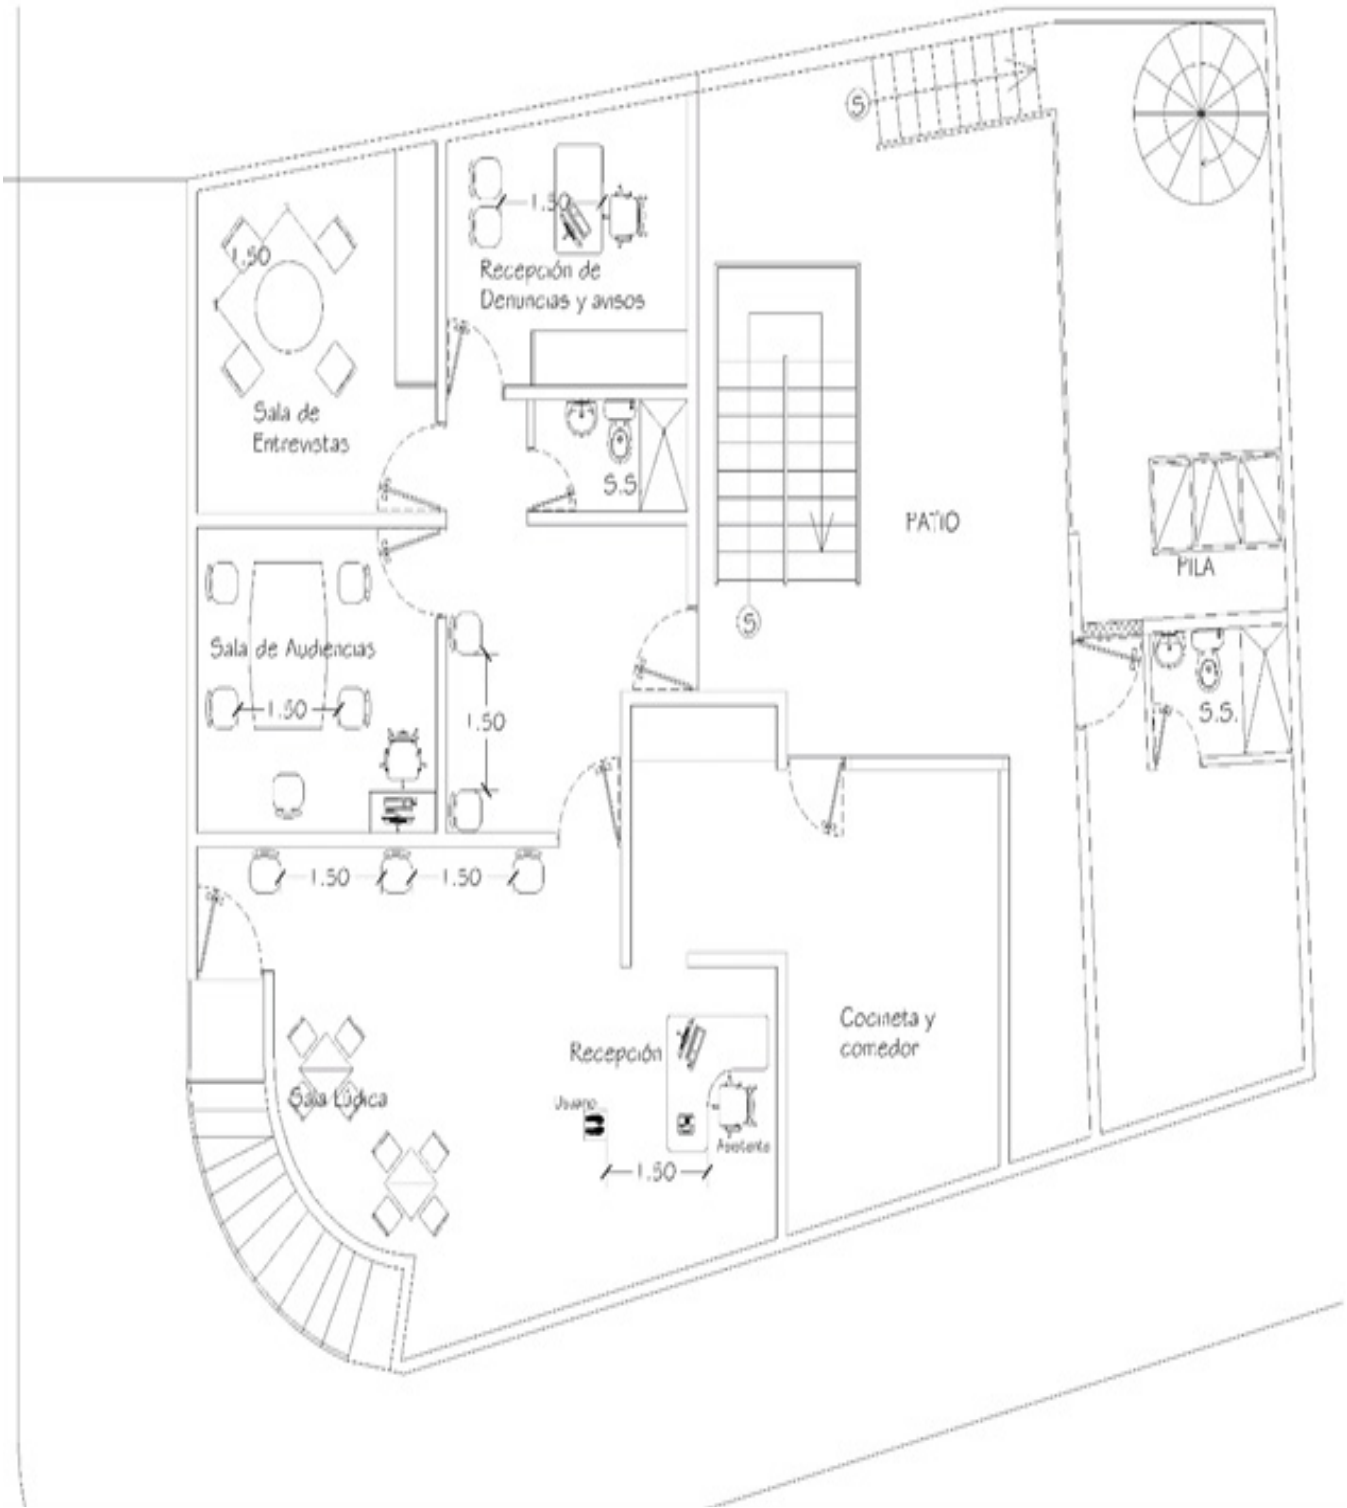 S
1.50
1.50
Recepción de
Denuncias y avisos
Sala de
Entrevistas
S.S
PATIO
PILA
S
Sala de Audiencias
1.50
1.50
S.S.
1.50
1.50
Cocineta y
comedor
Recepción
Sala Lúdica
Usuario
Asistente
1.50